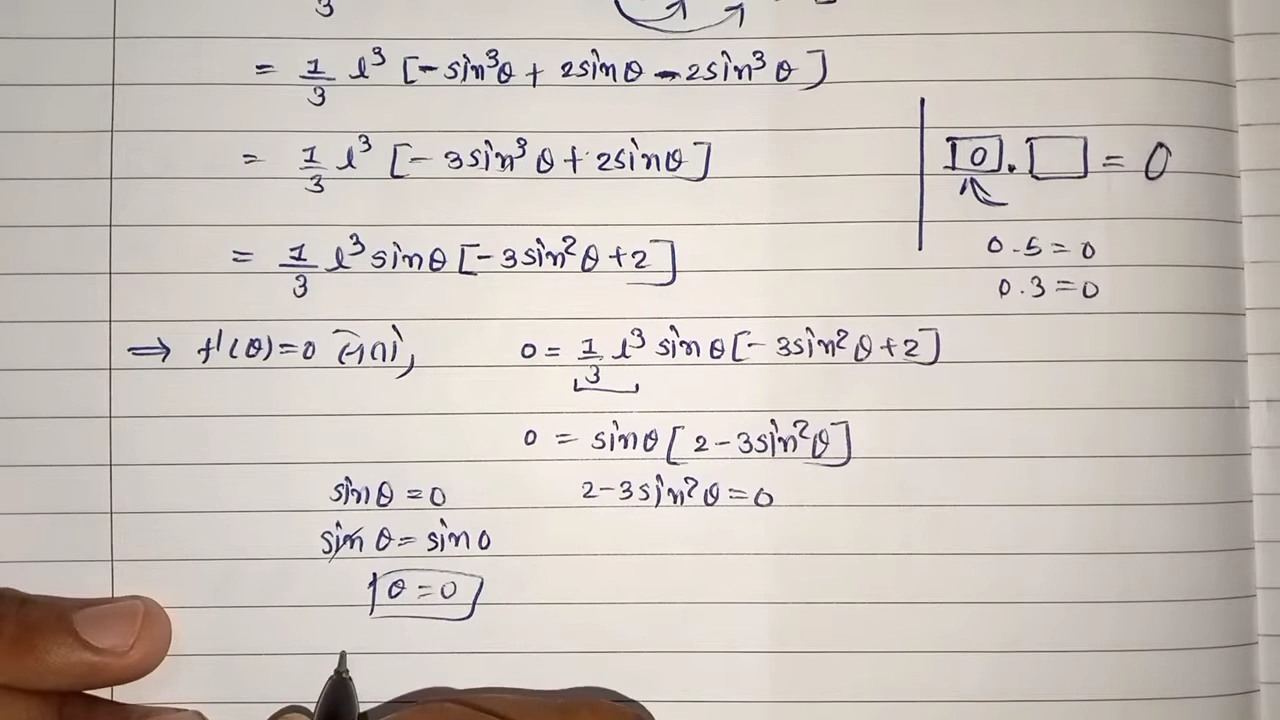 3
= 1/3 l³ [-sin³θ + 2sinθ - 2sin³θ]
= 1/3 l³ [-3sin³θ + 2sinθ]
= 1/3 l³ sinθ [-3sin²θ + 2]
[0] . [ ] = 0
0.5 = 0
0.3 = 0
⇒ f'(θ) = 0 લેતાં, 0 = 1/3 l³ sinθ [-3sin²θ + 2]
0 = sinθ [2 - 3sin²θ]
sinθ = 0 2 - 3sin²θ = 0
sinθ = sin0
θ = 0